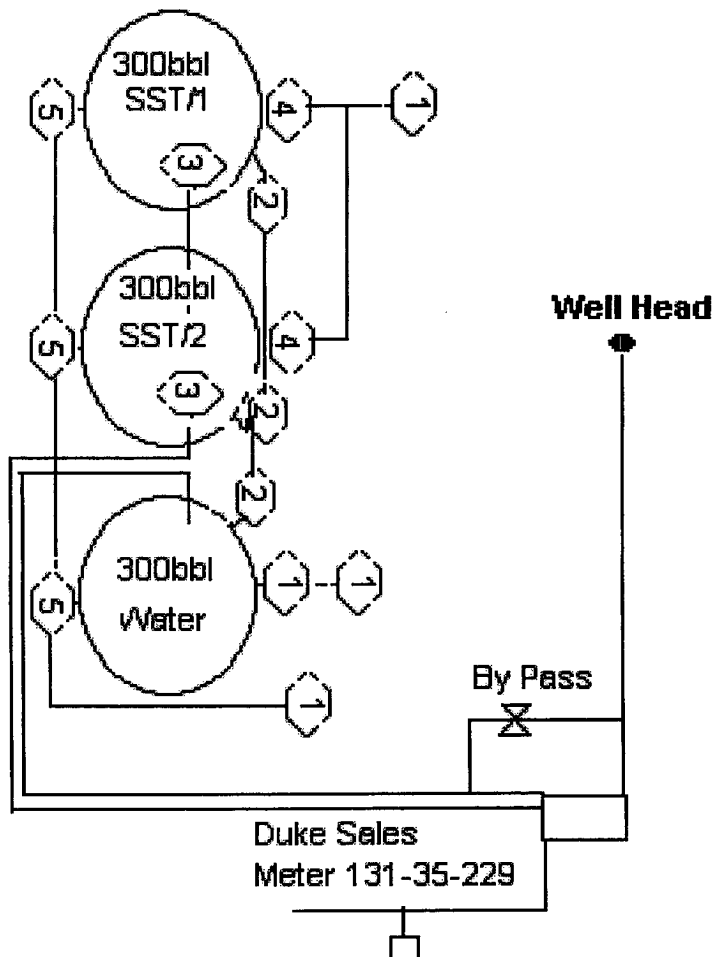 300bbl
SST/1
5
4
1
3
2
300bbl
SST/2
5
4
3
2
2
Well Head
300bbl
Water
5
1
1
1
By Pass
Duke Sales
Meter 131-35-229